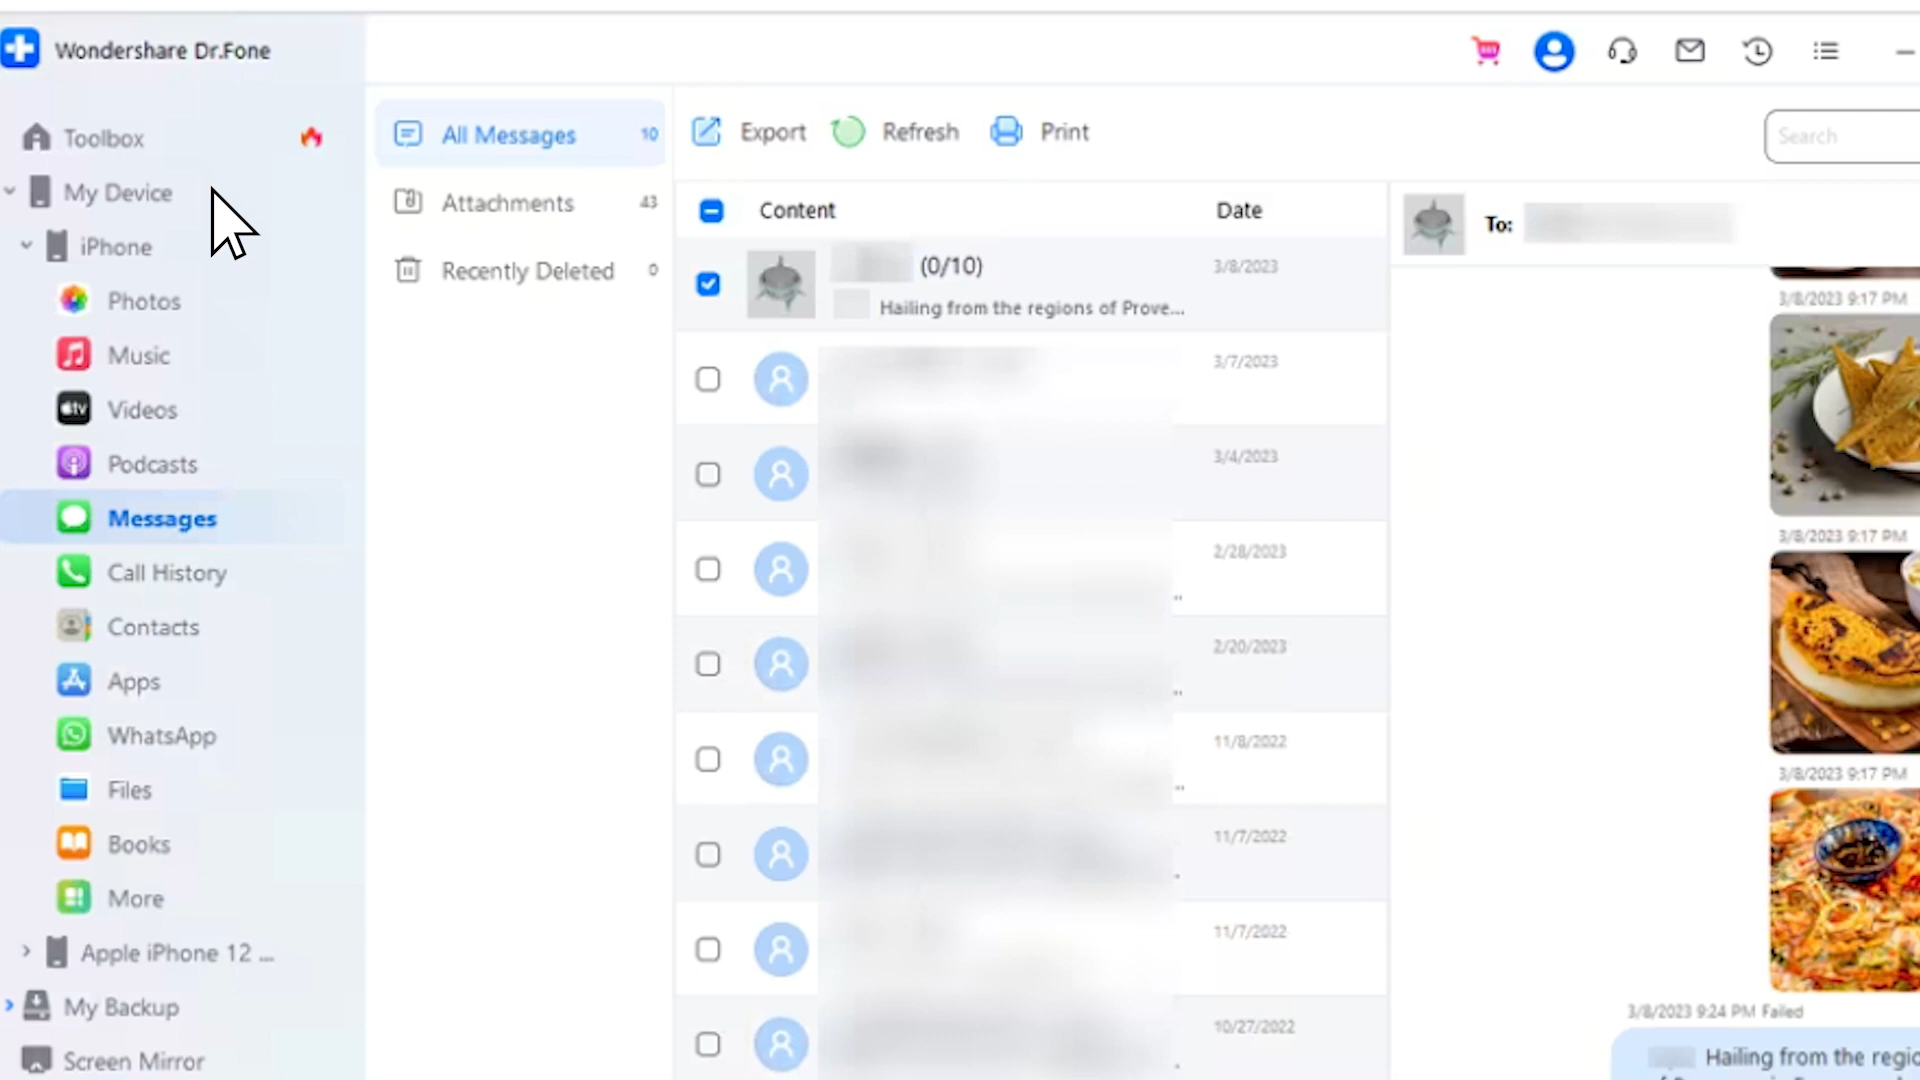 Wondershare Dr.Fone
Toolbox
My Device
iPhone
Photos
Music
Videos
Podcasts
Messages
Call History
Contacts
Apps
WhatsApp
Files
Books
More
Apple iPhone 12 ...
My Backup
Screen Mirror
All Messages 10
Attachments 43
Recently Deleted 0
Export Refresh Print
Search
Content Date
(0/10) 3/8/2023
Hailing from the regions of Prove...
3/7/2023
3/4/2023
2/28/2023
2/20/2023
11/8/2022
11/7/2022
11/7/2022
10/27/2022
To:
3/8/2023 9:17 PM
3/8/2023 9:17 PM
3/8/2023 9:17 PM
3/8/2023 9:24 PM Failed
Hailing from the regio